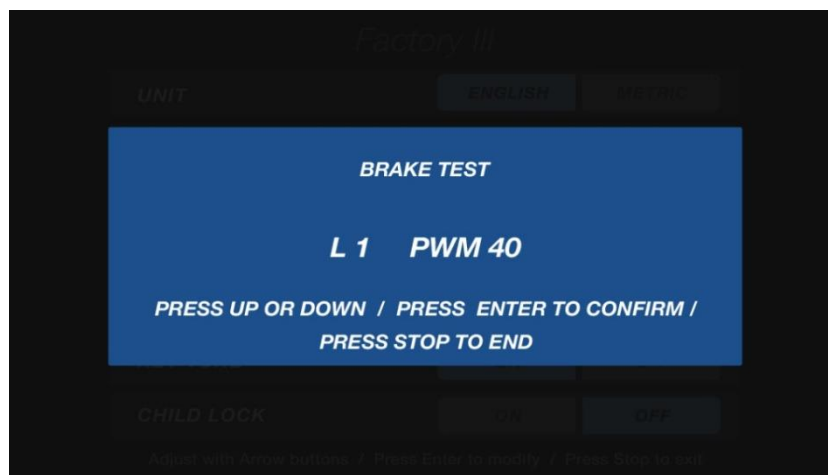 Factory III
UNIT ENGLISH METRIC
BRAKE TEST
L 1 PWM 40
PRESS UP OR DOWN / PRESS ENTER TO CONFIRM /
PRESS STOP TO END
CHILD LOCK ON OFF
Adjust with Arrow buttons / Press Enter to modify / Press Stop to exit